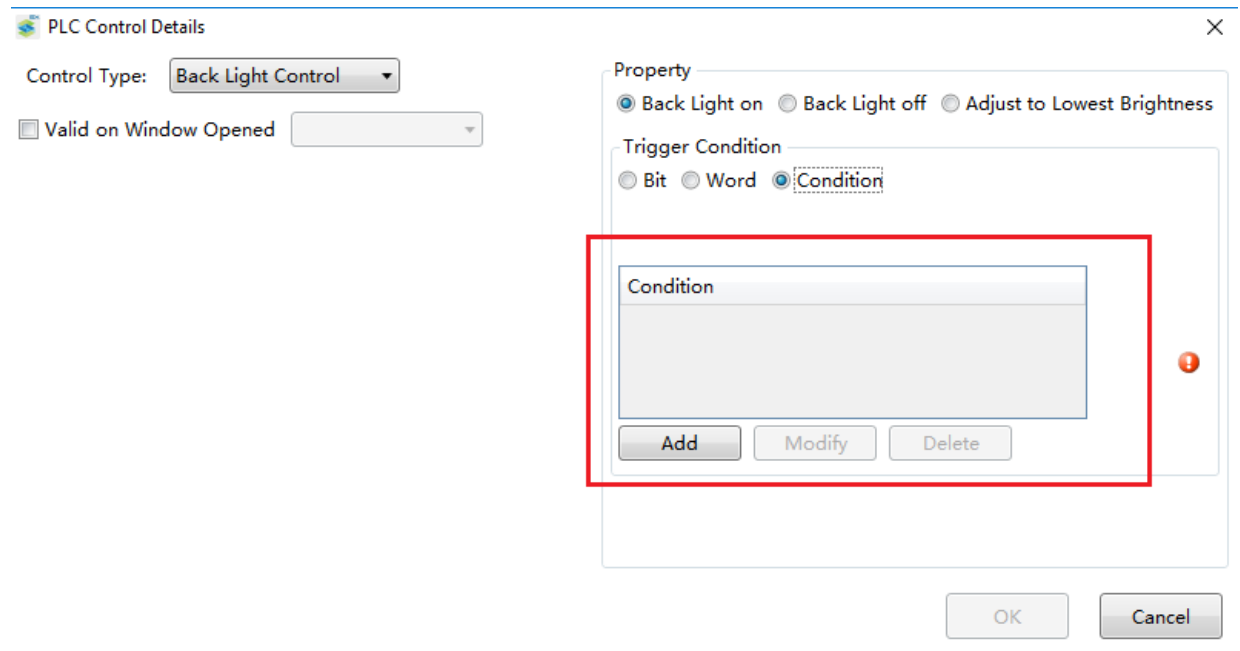 PLC Control Details
Control Type: Back Light Control
Valid on Window Opened
Property
Back Light on Back Light off Adjust to Lowest Brightness
Trigger Condition
Bit Word Condition
Condition
Add Modify Delete
OK Cancel